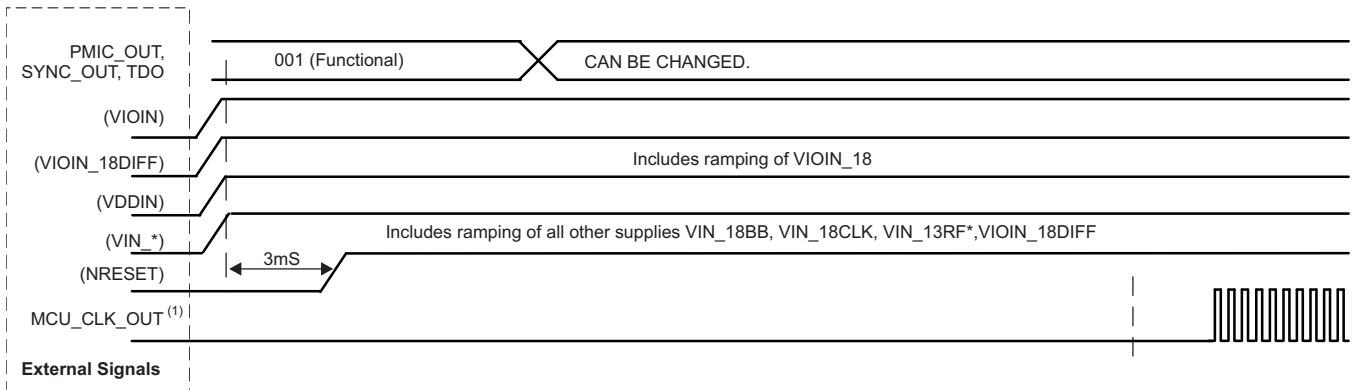 PMIC_OUT,
SYNC_OUT, TDO
001 (Functional)
CAN BE CHANGED.
(VIOIN)
(VIOIN_18DIFF)
Includes ramping of VIOIN_18
(VDDIN)
(VIN_*)
Includes ramping of all other supplies VIN_18BB, VIN_18CLK, VIN_13RF*,VIOIN_18DIFF
3mS
(NRESET)
MCU_CLK_OUT (1)
External Signals